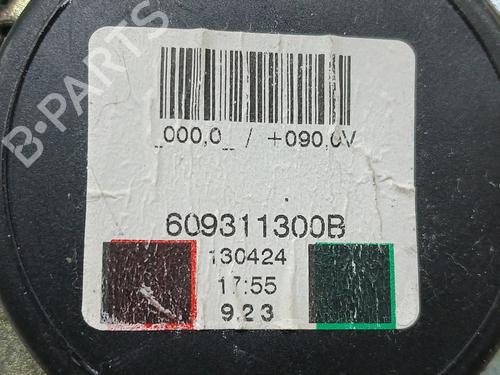 B-PARTS
_000,0_ / +090,0V
609311300B
130424
17:55
9.23